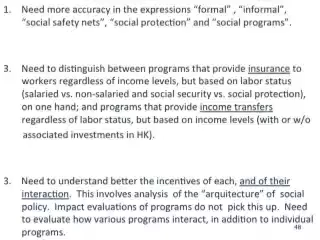 1. Need more accuracy in the expressions “formal” , “informal”,
“social safety nets”, “social protection” and “social programs”.
3. Need to distinguish between programs that provide insurance to
workers regardless of income levels, but based on labor status
(salaried vs. non-salaried and social security vs. social protection),
on one hand; and programs that provide income transfers
regardless of labor status, but based on income levels (with or w/o
associated investments in HK).
3. Need to understand better the incentives of each, and of their
interaction. This involves analysis of the “arquitecture” of social
policy. Impact evaluations of programs do not pick this up. Need
to evaluate how various programs interact, in addition to individual
programs.
48